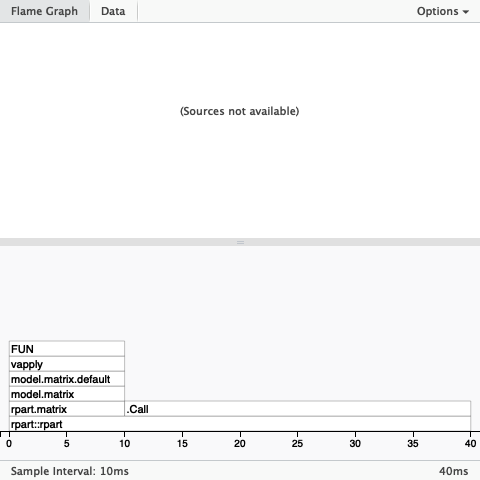 Flame Graph Data Options
(Sources not available)
FUN
vapply
model.matrix.default
model.matrix
rpart.matrix .Call
rpart::rpart
0 5 10 15 20 25 30 35 40
Sample Interval: 10ms 40ms